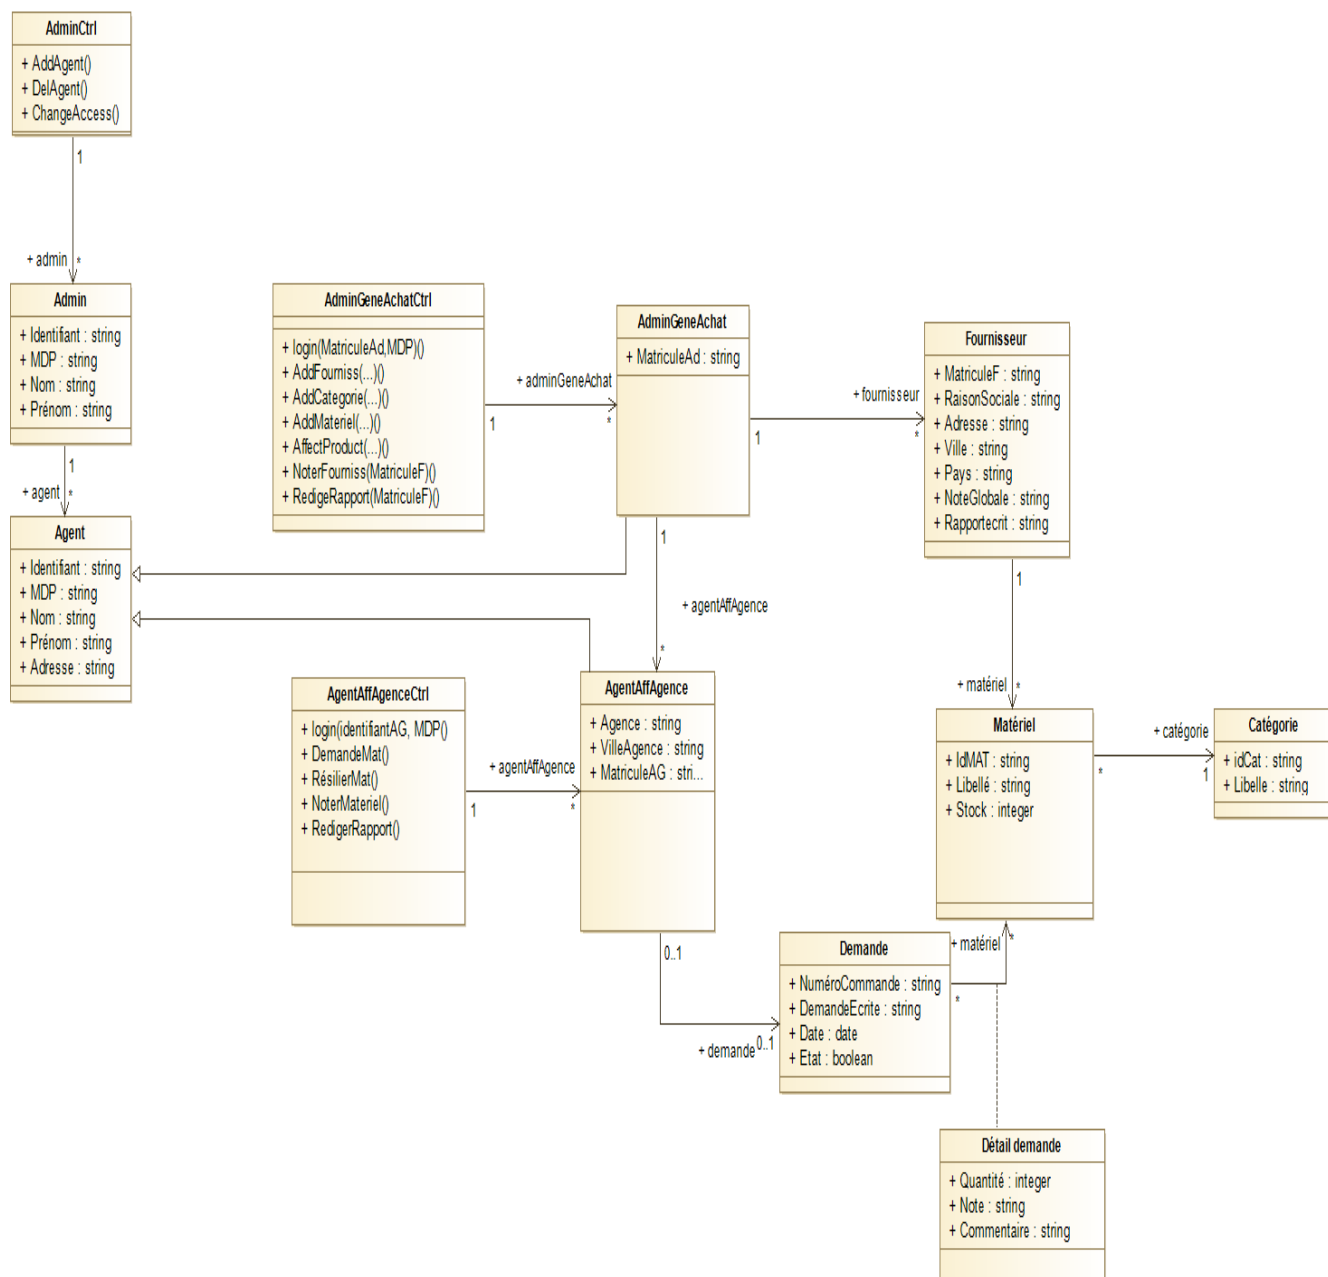 AdminCtrl
+ AddAgent()
+ DelAgent()
+ ChangeAccess()
1
+ admin
*
Admin
+ Identifiant : string
+ MDP : string
+ Nom : string
+ Prénom : string
1
+ agent
*
Agent
+ Identifiant : string
+ MDP : string
+ Nom : string
+ Prénom : string
+ Adresse : string
AdminGeneAchatCtrl
+ login(MatriculeAd,MDP)()
+ AddFourniss(...)()
+ AddCategorie(...)()
+ AddMateriel(...)()
+ AffectProduct(...)()
+ NoterFourniss(MatriculeF)()
+ RedigeRapport(MatriculeF)()
+ adminGeneAchat
1
*
AdminGeneAchat
+ MatriculeAd : string
+ fournisseur
1
*
Fournisseur
+ MatriculeF : string
+ RaisonSociale : string
+ Adresse : string
+ Ville : string
+ Pays : string
+ NoteGlobale : string
+ Rapportecrit : string
1
+ agentAffAgence
*
1
+ matériel
*
AgentAffAgenceCtrl
+ login(identifiantAG, MDP()
+ DemandeMat()
+ RésilierMat()
+ NoterMateriel()
+ RedigerRapport()
+ agentAffAgence
1
*
AgentAffAgence
+ Agence : string
+ VilleAgence : string
+ MatriculeAG : stri...
Matériel
+ IdMAT : string
+ Libellé : string
+ Stock : integer
+ catégorie
*
1
Catégorie
+ idCat : string
+ Libelle : string
0..1
+ demande
0..1
Demande
+ NuméroCommande : string
+ DemandeEcrite : string
+ Date : date
+ Etat : boolean
+ matériel
*
*
Détail demande
+ Quantité : integer
+ Note : string
+ Commentaire : string